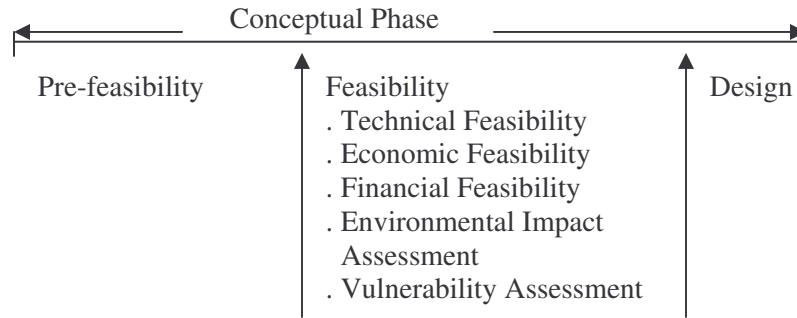 Conceptual Phase
Pre-feasibility
Feasibility
. Technical Feasibility
. Economic Feasibility
. Financial Feasibility
. Environmental Impact
Assessment
. Vulnerability Assessment
Design